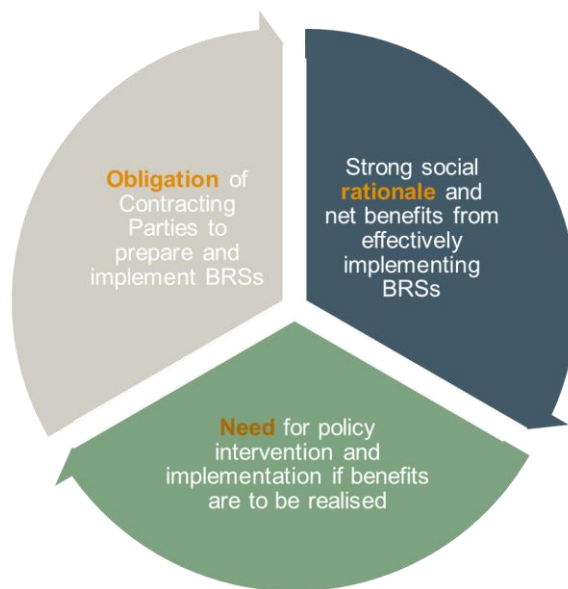 Obligation of
Contracting
Parties to
prepare and
implement BRSs
Strong social
rationale and
net benefits from
effectively
implementing
BRSs
Need for policy
intervention and
implementation if benefits
are to be realised